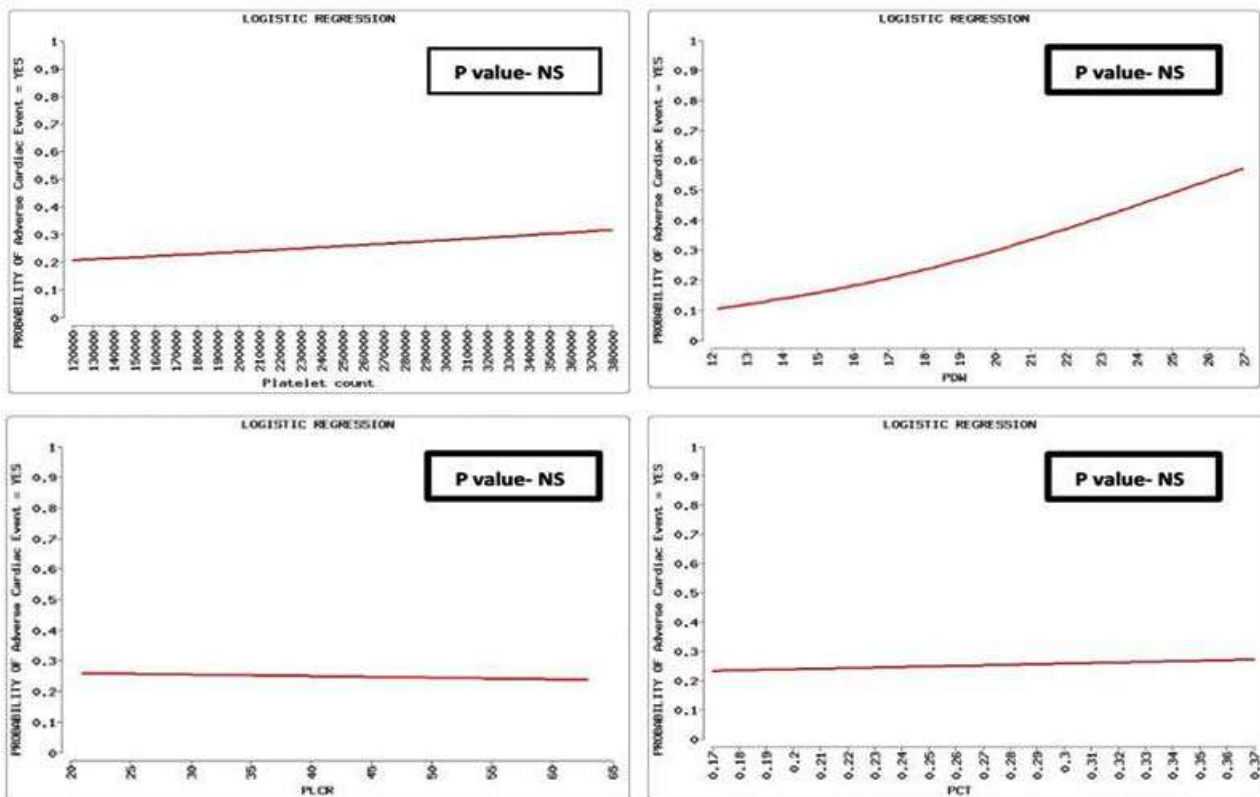 LOGISTIC REGRESSION
P value- NS
PROBABILITY OF Adverse Cardiac Event = YES
1
0.9
0.8
0.7
0.6
0.5
0.4
0.3
0.2
0.1
0
120000 130000 140000 150000 160000 170000 180000 190000 200000 210000 220000 230000 240000 250000 260000 270000 280000 290000 300000 310000 320000 330000 340000 350000 360000 370000 380000
Platelet count
LOGISTIC REGRESSION
P value- NS
PROBABILITY OF Adverse Cardiac Event = YES
1
0.9
0.8
0.7
0.6
0.5
0.4
0.3
0.2
0.1
0
12 13 14 15 16 17 18 19 20 21 22 23 24 25 26 27
PDW
LOGISTIC REGRESSION
P value- NS
PROBABILITY OF Adverse Cardiac Event = YES
1
0.9
0.8
0.7
0.6
0.5
0.4
0.3
0.2
0.1
0
20 25 30 35 40 45 50 55 60 65
PLCR
LOGISTIC REGRESSION
P value- NS
PROBABILITY OF Adverse Cardiac Event = YES
1
0.9
0.8
0.7
0.6
0.5
0.4
0.3
0.2
0.1
0
0.17 0.18 0.19 0.2 0.21 0.22 0.23 0.24 0.25 0.26 0.27 0.28 0.29 0.3 0.31 0.32 0.33 0.34 0.35 0.36 0.37
PCT